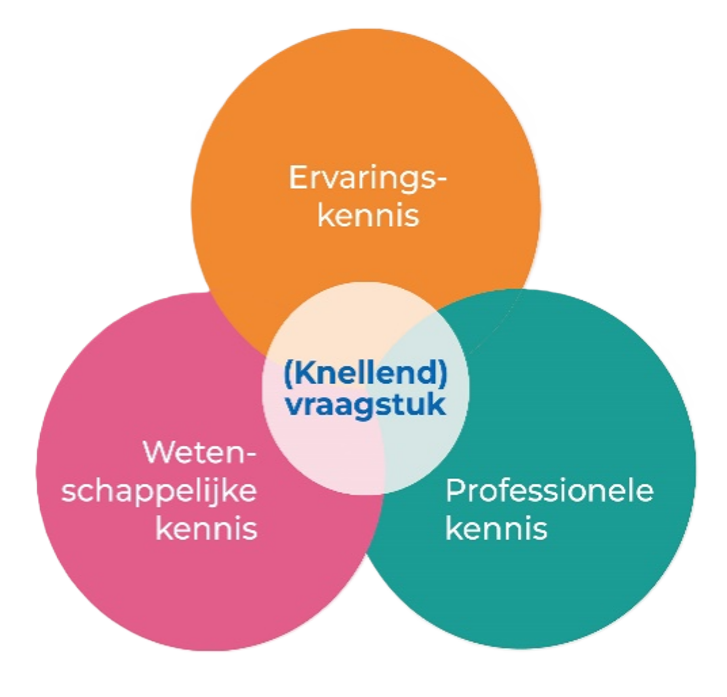 Ervarings-
kennis
(Knellend)
vraagstuk
Weten-
schappelijke
kennis
Professionele
kennis